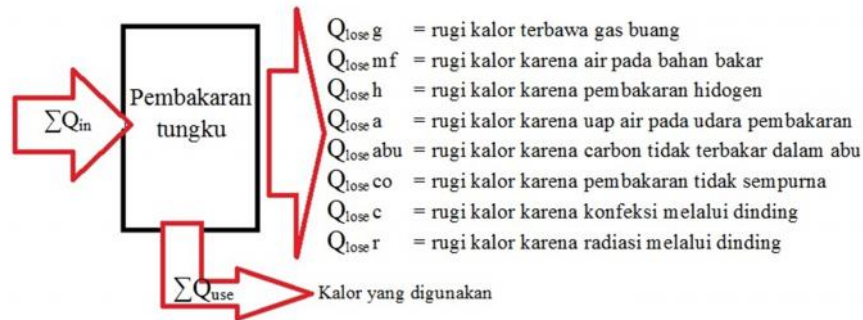 ΣQin
Pembakaran
tungku
Qlose g = rugi kalor terbawa gas buang
Qlose mf = rugi kalor karena air pada bahan bakar
Qlose h = rugi kalor karena pembakaran hidogen
Qlose a = rugi kalor karena uap air pada udara pembakaran
Qlose abu = rugi kalor karena carbon tidak terbakar dalam abu
Qlose co = rugi kalor karena pembakaran tidak sempurna
Qlose c = rugi kalor karena konfeksi melalui dinding
Qlose r = rugi kalor karena radiasi melalui dinding
ΣQuse
Kalor yang digunakan